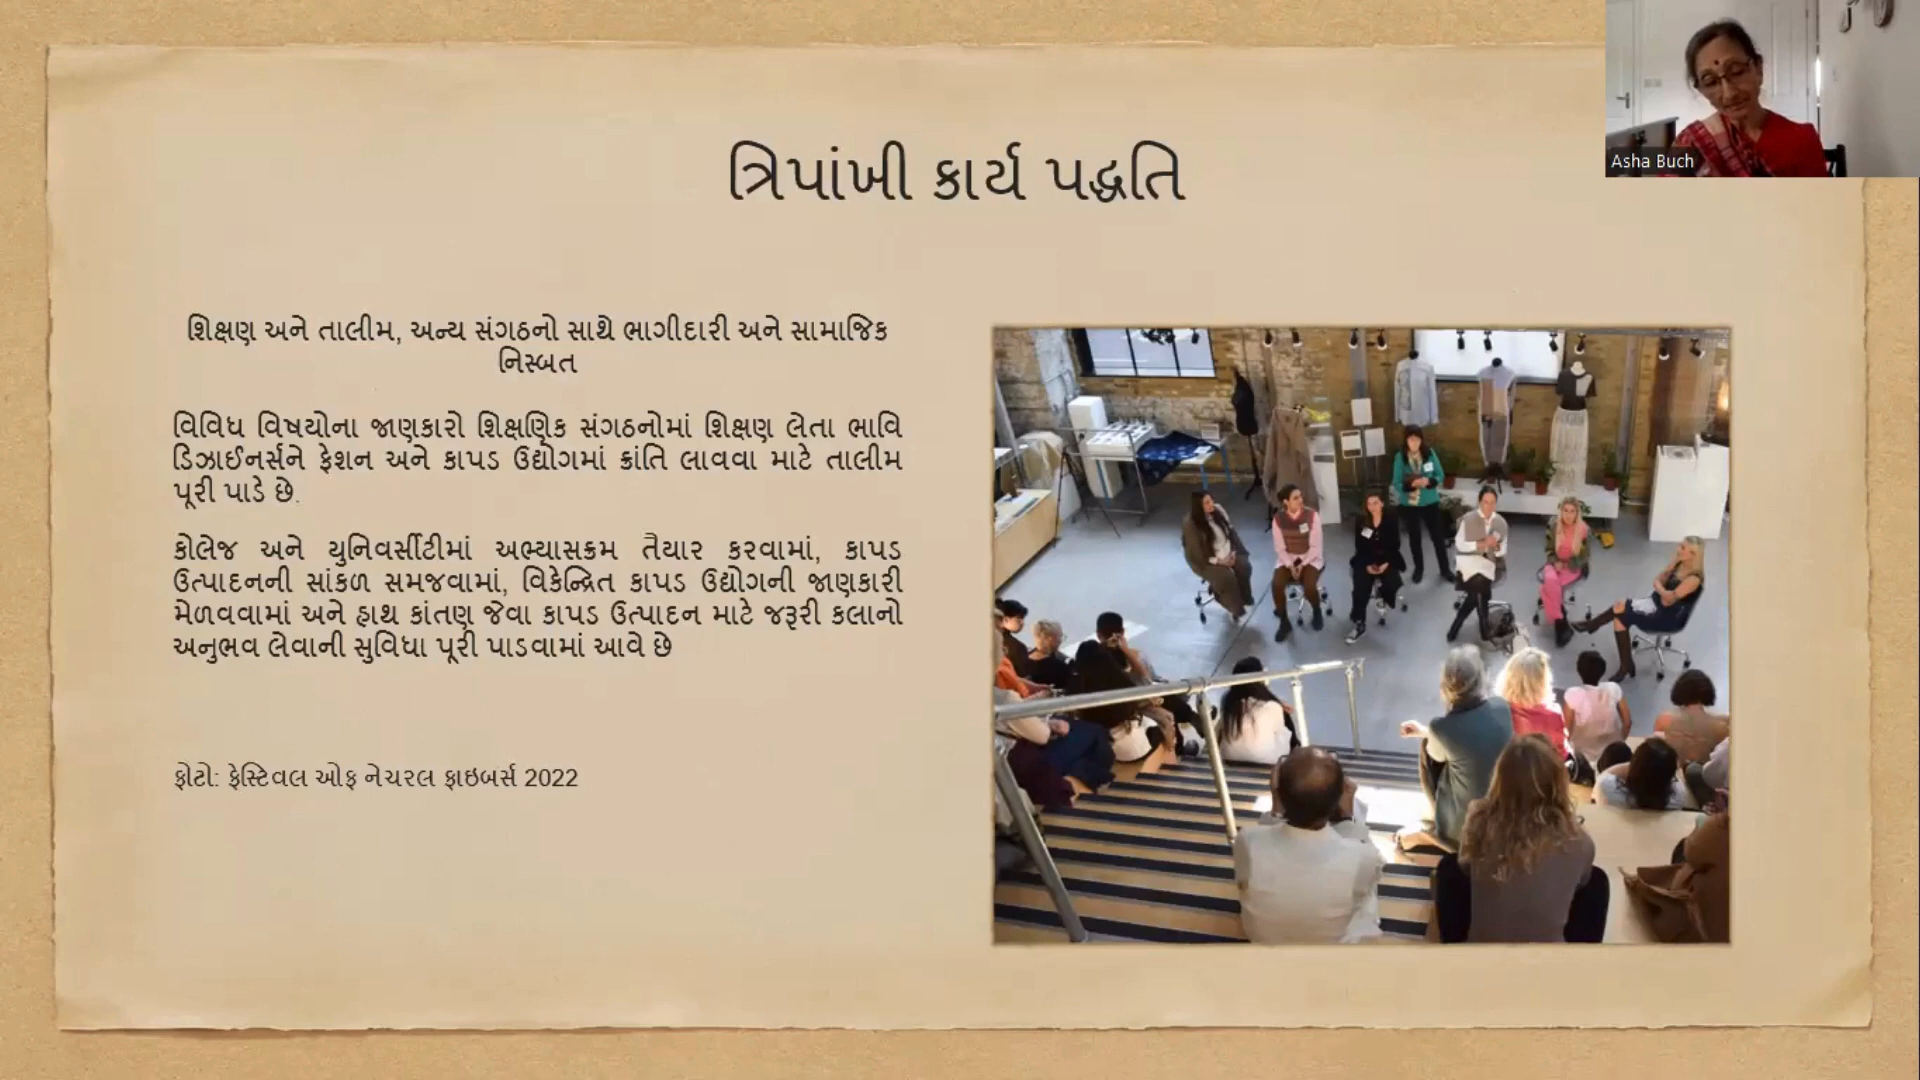 ત્રિપાંખી કાર્ય પદ્ધતિ
Asha Buch
શિક્ષણ અને તાલીમ, અન્ય સંગઠનો સાથે ભાગીદારી અને સામાજિક
નિસ્બત
વિવિધ વિષયોના જાણકારો શિક્ષણિક સંગઠનોમાં શિક્ષણ લેતા ભાવિ
ડિઝાઈનર્સને ફેશન અને કાપડ ઉદ્યોગમાં ક્રાંતિ લાવવા માટે તાલીમ
પૂરી પાડે છે.
કોલેજ અને યુનિવર્સીટીમાં અભ્યાસક્રમ તૈયાર કરવામાં, કાપડ
ઉત્પાદનની સાંકળ સમજવામાં, વિકેન્દ્રિત કાપડ ઉદ્યોગની જાણકારી
મેળવવામાં અને હાથ કાંતણ જેવા કાપડ ઉત્પાદન માટે જરૂરી કલાનો
અનુભવ લેવાની સુવિધા પૂરી પાડવામાં આવે છે
ફોટો: ફેસ્ટિવલ ઓફ નેચરલ ફાઇબર્સ 2022